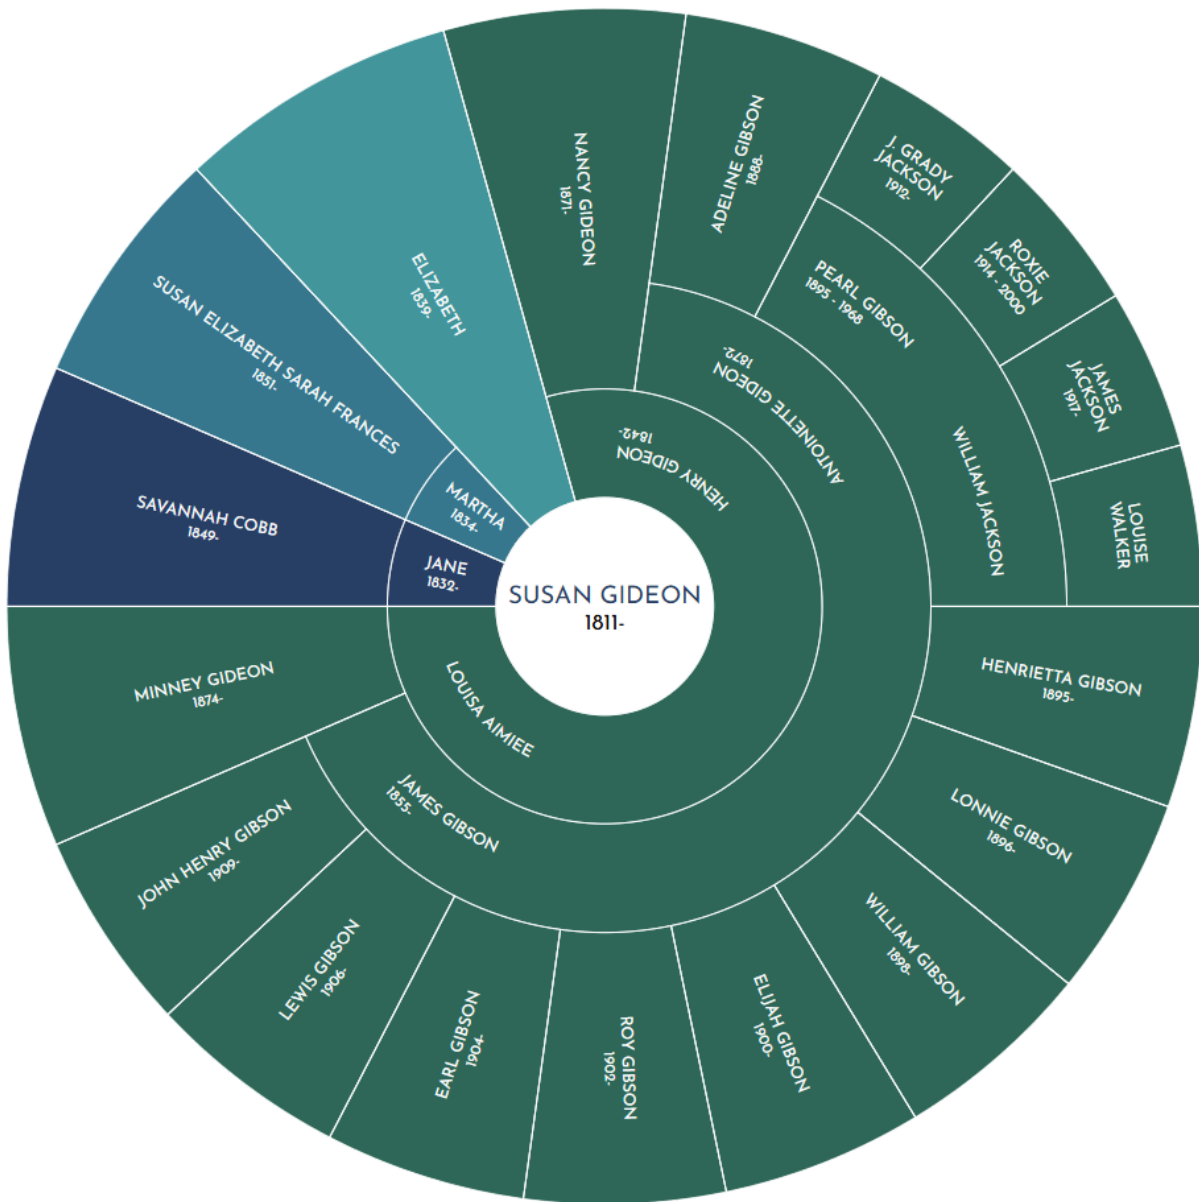 SUSAN GIDEON
1811-
JANE
1832-
SAVANNAH COBB
1849-
MARTHA
1834-
SUSAN ELIZABETH SARAH FRANCES
1851-
ELIZABETH
1839-
HENRY GIDEON
1842-
LOUISA AIMIEE
NANCY GIDEON
1871-
ANTOINETTE GIDEON
1872-
JAMES GIBSON
1855-
ADELINE GIBSON
1888-
PEARL GIBSON
1895 - 1968
WILLIAM JACKSON
J. GRADY
JACKSON
1912-
ROXIE
JACKSON
1914 - 2000
JAMES
JACKSON
1917-
LOUISE
WALKER
HENRIETTA GIBSON
1895-
LONNIE GIBSON
1896-
WILLIAM GIBSON
1898-
ELIJAH GIBSON
1900-
ROY GIBSON
1902-
EARL GIBSON
1904-
LEWIS GIBSON
1906-
JOHN HENRY GIBSON
1909-
MINNEY GIDEON
1874-